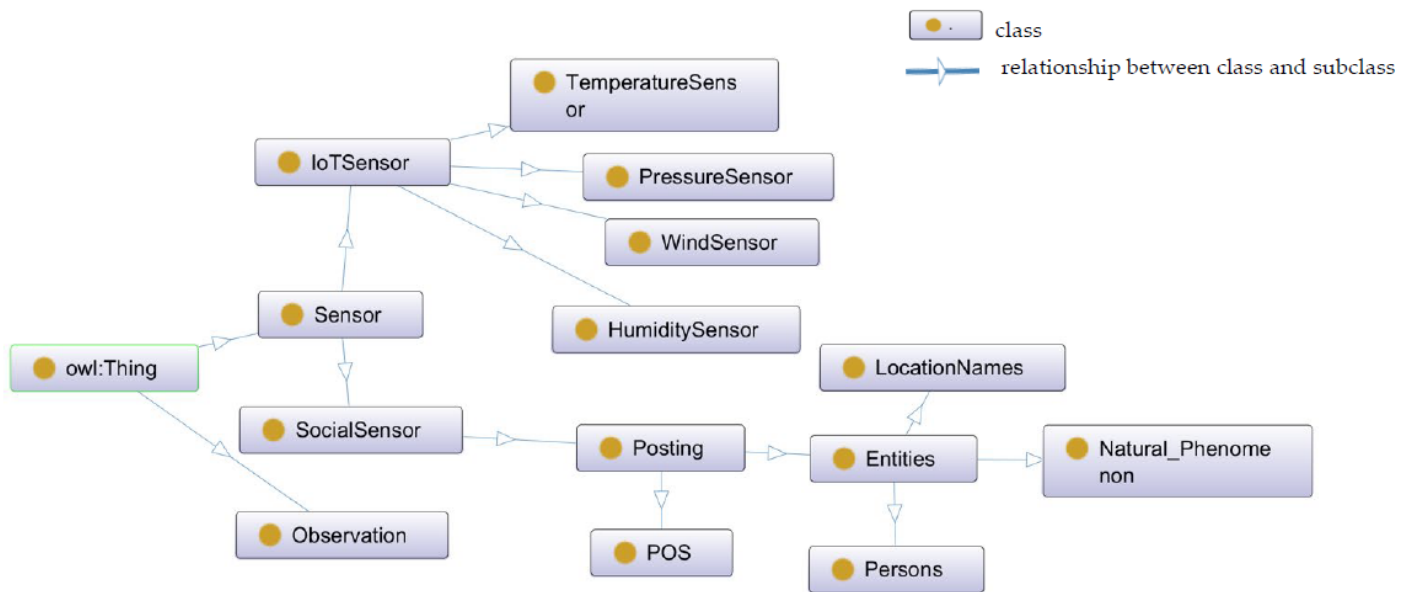 class
relationship between class and subclass
TemperatureSens
or
IoTSensor
PressureSensor
WindSensor
Sensor
HumiditySensor
owl:Thing
LocationNames
SocialSensor
Posting
Entities
Natural_Phenome
non
Observation
POS
Persons